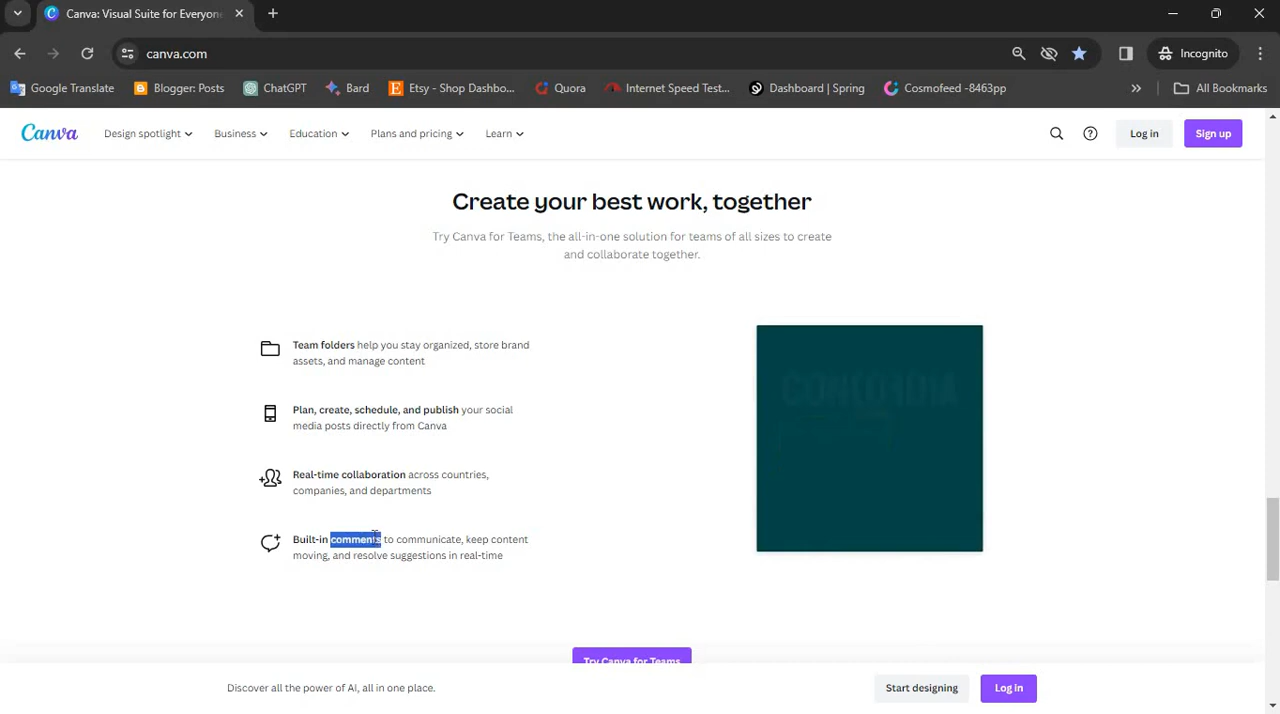 Canva: Visual Suite for Everyon
canva.com
Incognito
Google Translate Blogger: Posts ChatGPT Bard Etsy - Shop Dashbo... Quora Internet Speed Test... Dashboard | Spring Cosmofeed -8463pp All Bookmarks
Canva Design spotlight Business Education Plans and pricing Learn Log in Sign up
Create your best work, together
Try Canva for Teams, the all-in-one solution for teams of all sizes to create
and collaborate together.
Team folders help you stay organized, store brand
assets, and manage content
Plan, create, schedule, and publish your social
media posts directly from Canva
Real-time collaboration across countries,
companies, and departments
Built-in comments to communicate, keep content
moving, and resolve suggestions in real-time
Try Canva for Teams
Discover all the power of AI, all in one place. Start designing Log in